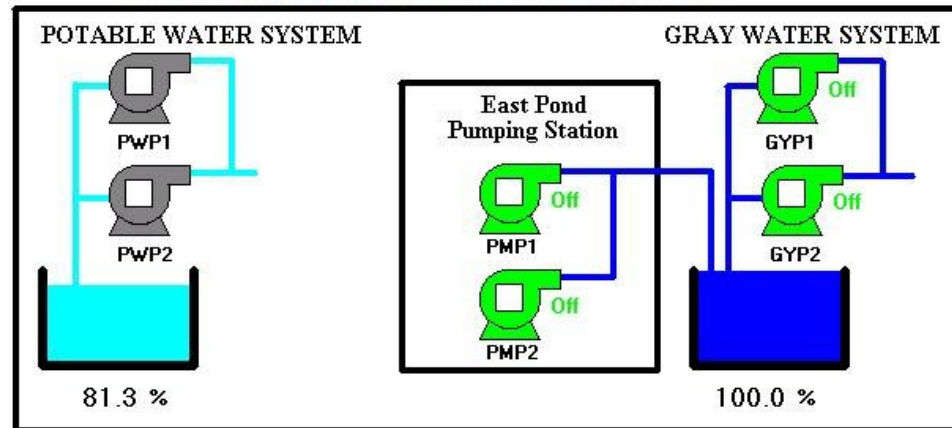 POTABLE WATER SYSTEM
PWP1
PWP2
81.3 %
East Pond
Pumping Station
Off
PMP1
Off
PMP2
GRAY WATER SYSTEM
Off
GYP1
Off
GYP2
100.0 %